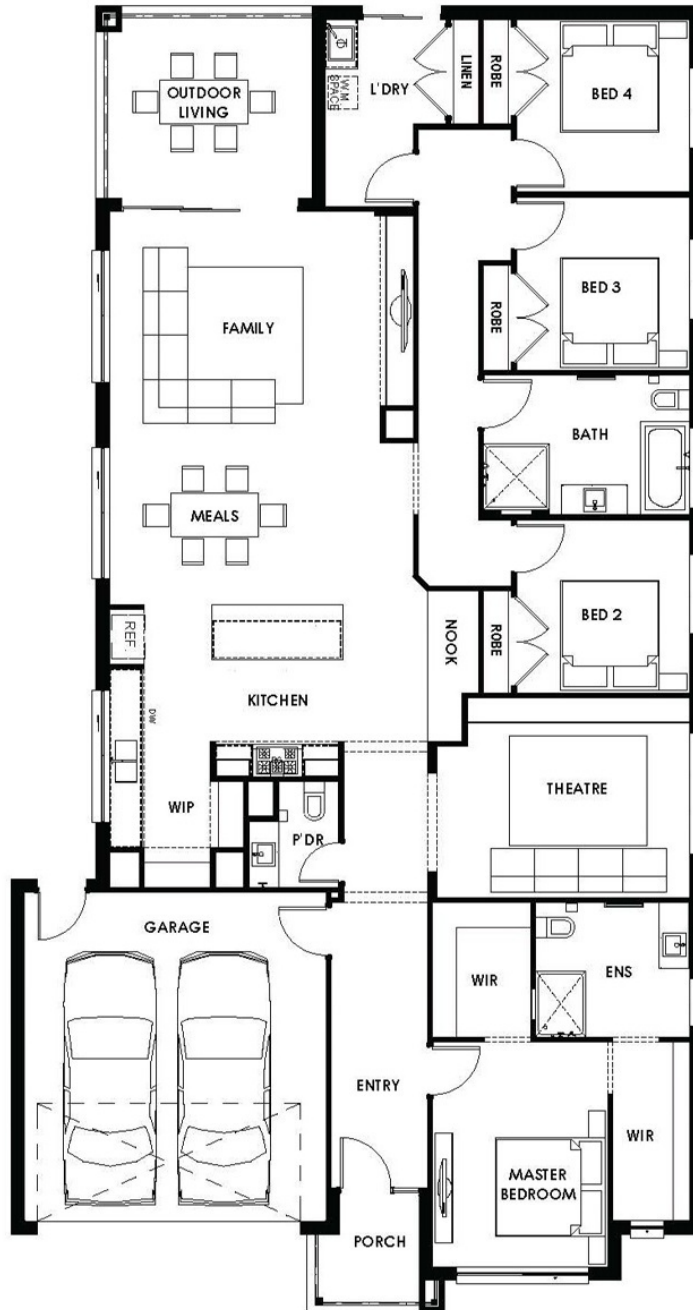 OUTDOOR
LIVING
W M
SPACE
L'DRY
LINEN
ROBE
BED 4
FAMILY
ROBE
BED 3
BATH
MEALS
REF
NOOK
ROBE
BED 2
KITCHEN
DW
WIP
P'DR
THEATRE
GARAGE
WIR
ENS
ENTRY
WIR
MASTER
BEDROOM
PORCH